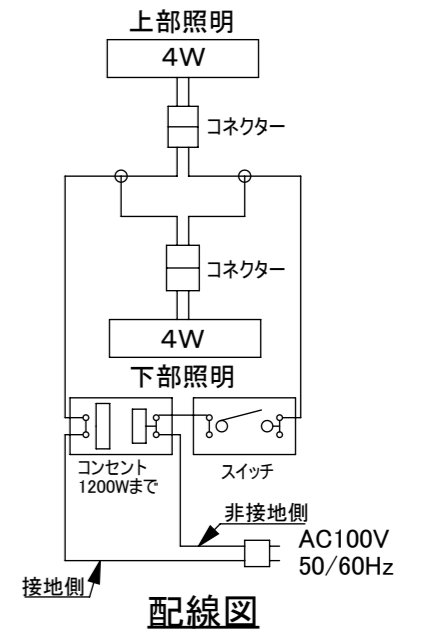 上部照明
4W
コネクター
コネクター
4W
下部照明
コンセント
1200Wまで
スイッチ
非接地側
AC100V
50/60Hz
接地側
配線図